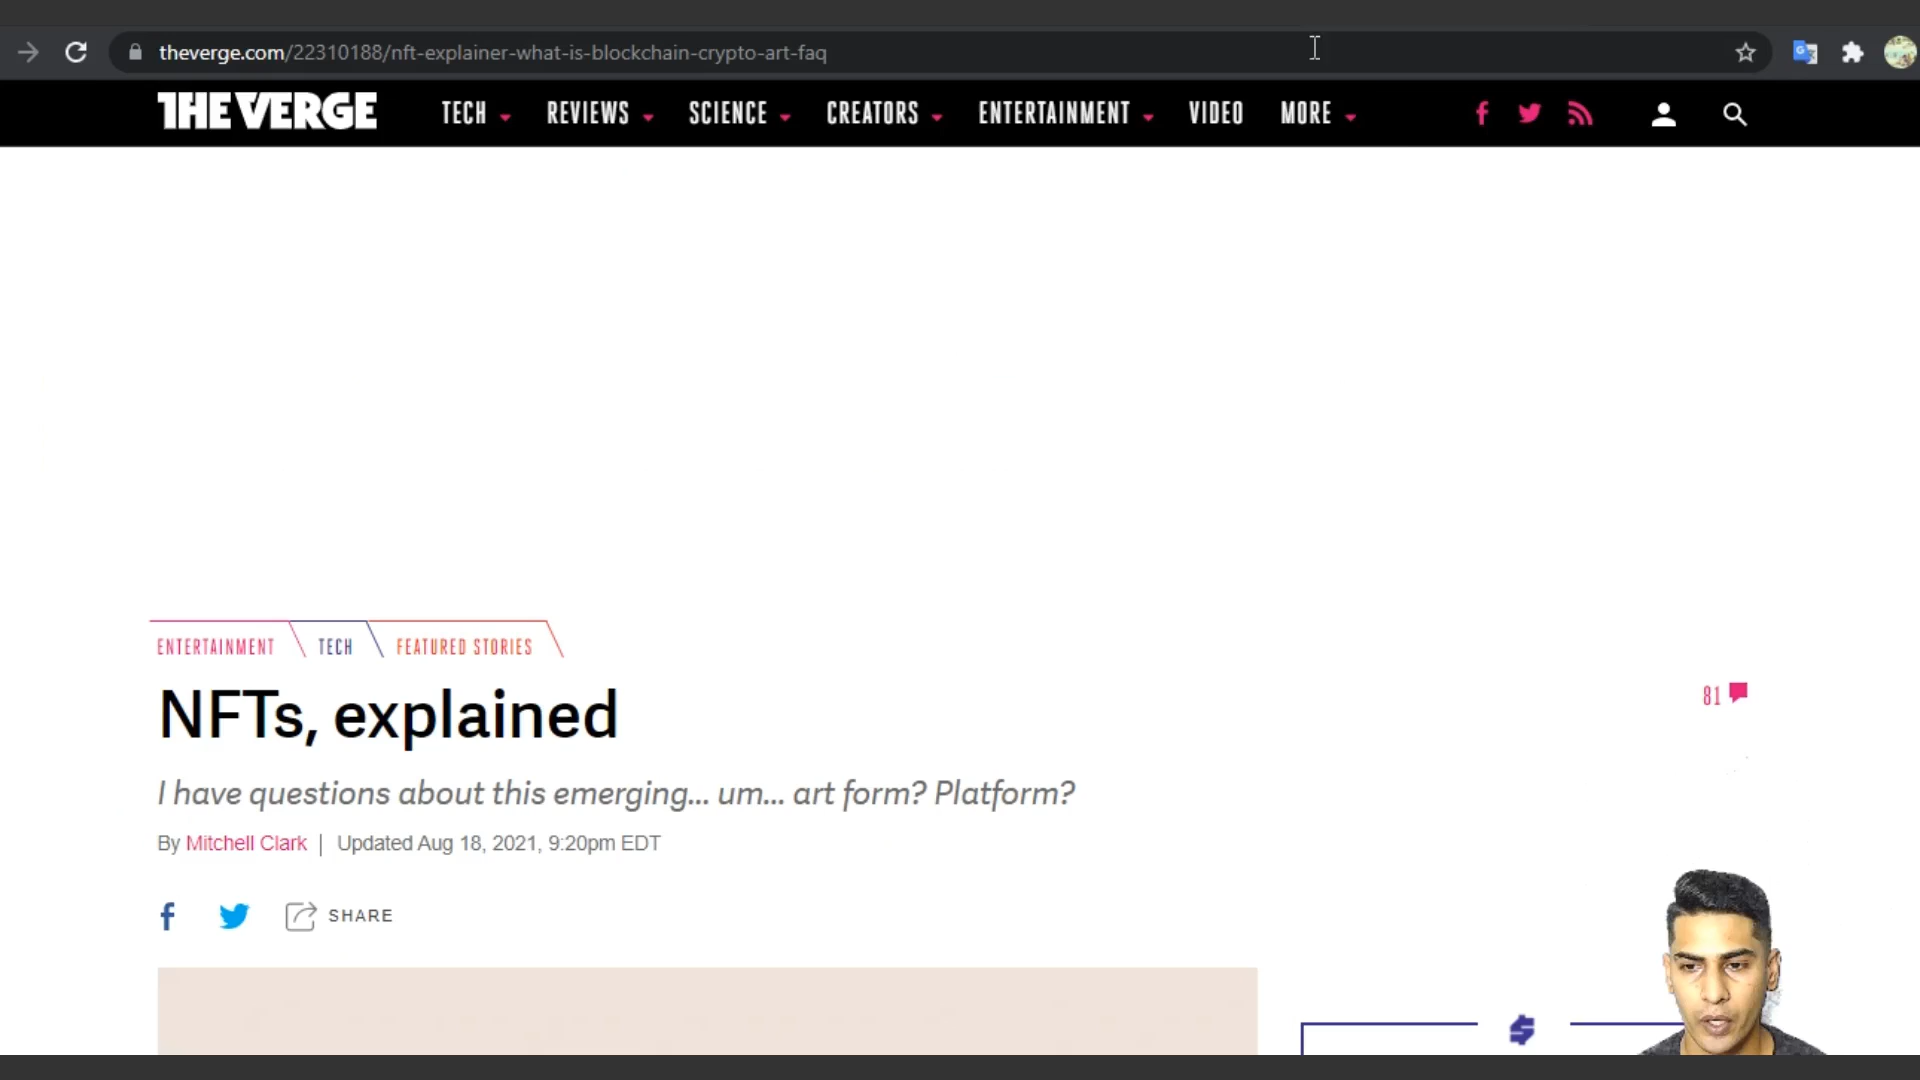 theverge.com/22310188/nft-explainer-what-is-blockchain-crypto-art-faq
THE VERGE TECH REVIEWS SCIENCE CREATORS ENTERTAINMENT VIDEO MORE
ENTERTAINMENT TECH FEATURED STORIES
NFTs, explained
81
I have questions about this emerging... um... art form? Platform?
By Mitchell Clark | Updated Aug 18, 2021, 9:20pm EDT
SHARE